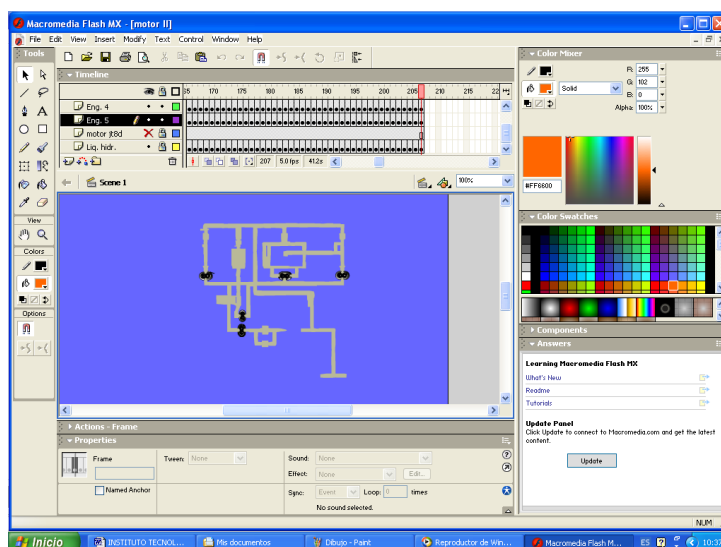 Macromedia Flash MX - [motor II]
File Edit View Insert Modify Text Control Window Help
Tools
View
Colors
Options
Timeline
165 170 175 180 185 190 195 200 205 210 215 22
Eng. 4
Eng. 5
motor jt8d
Liq. hidr.
207 5.0 fps 41.2s
Scene 1
100%
Actions - Frame
Properties
Frame
Tween: None
Sound: None
Effect: None Edit...
Named Anchor
Sync: Event Loop: 0 times
No sound selected.
Color Mixer
Solid
R: 255
G: 102
B: 0
Alpha: 100%
#FF6600
Color Swatches
Components
Answers
Learning Macromedia Flash MX
What's New
Readme
Tutorials
Update Panel
Click Update to connect to Macromedia.com and get the latest
content.
Update
NUM
Inicio
INSTITUTO TECNOL...
Mis documentos
Dibujo - Paint
Reproductor de Win...
Macromedia Flash M...
ES